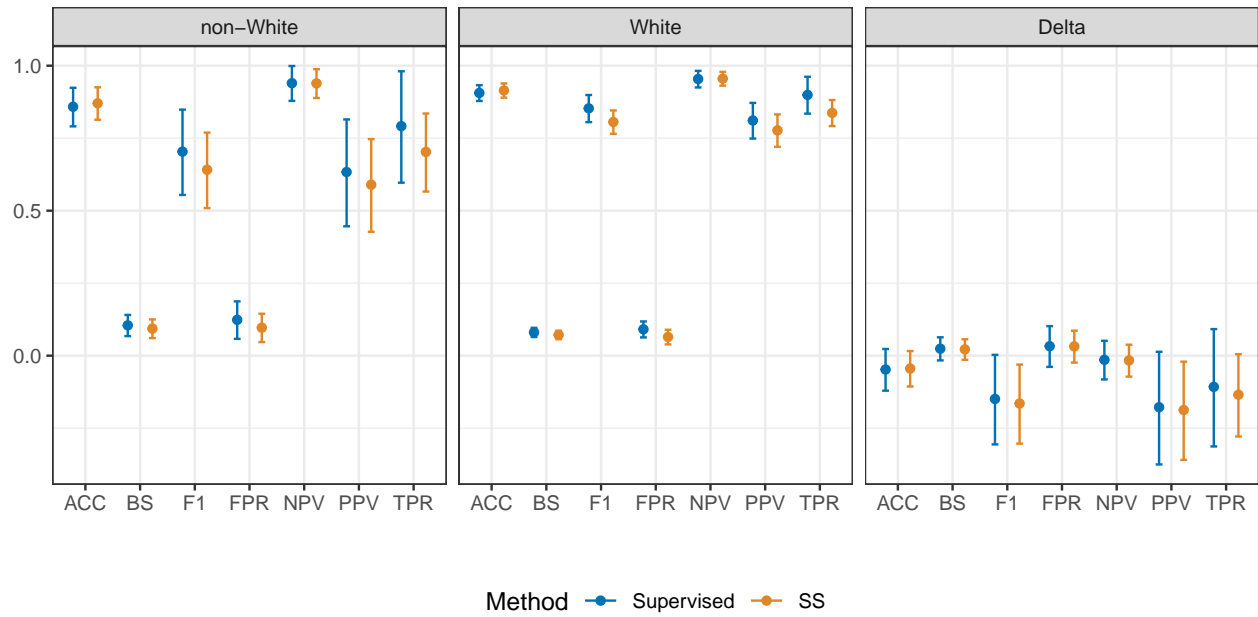 non−White White Delta
1.0
0.5
0.0
ACC BS F1 FPR NPV PPV TPR ACC BS F1 FPR NPV PPV TPR ACC BS F1 FPR NPV PPV TPR
Method Supervised SS